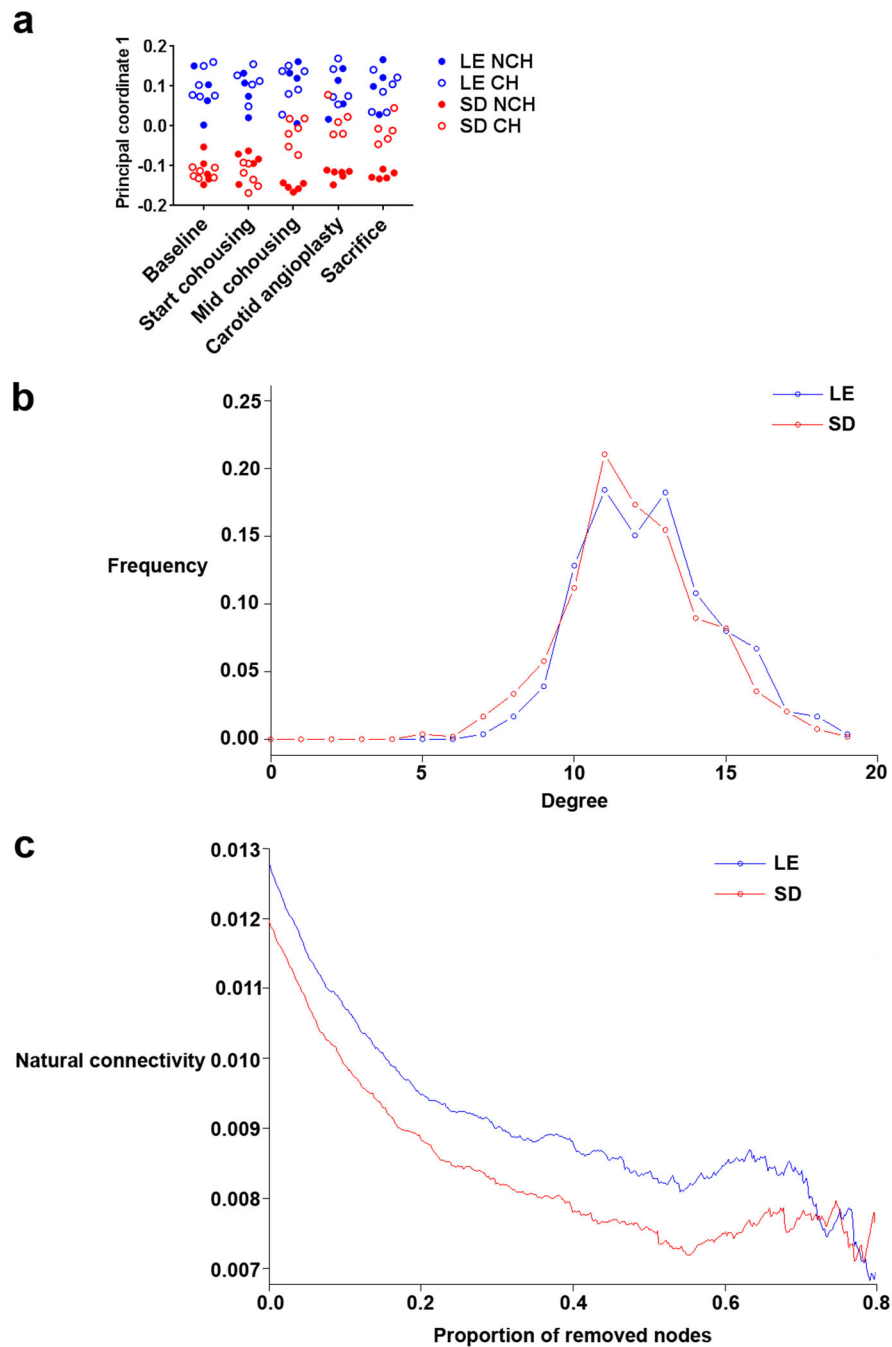 a
Principal coordinate 1
0.2
0.1
0.0
-0.1
-0.2
Baseline
Start cohousing
Mid cohousing
Carotid angioplasty
Sacrifice
LE NCH
LE CH
SD NCH
SD CH
b
Frequency
0.25
0.20
0.15
0.10
0.05
0.00
0
5
10
15
20
Degree
LE
SD
c
Natural connectivity
0.013
0.012
0.011
0.010
0.009
0.008
0.007
0.0
0.2
0.4
0.6
0.8
Proportion of removed nodes
LE
SD